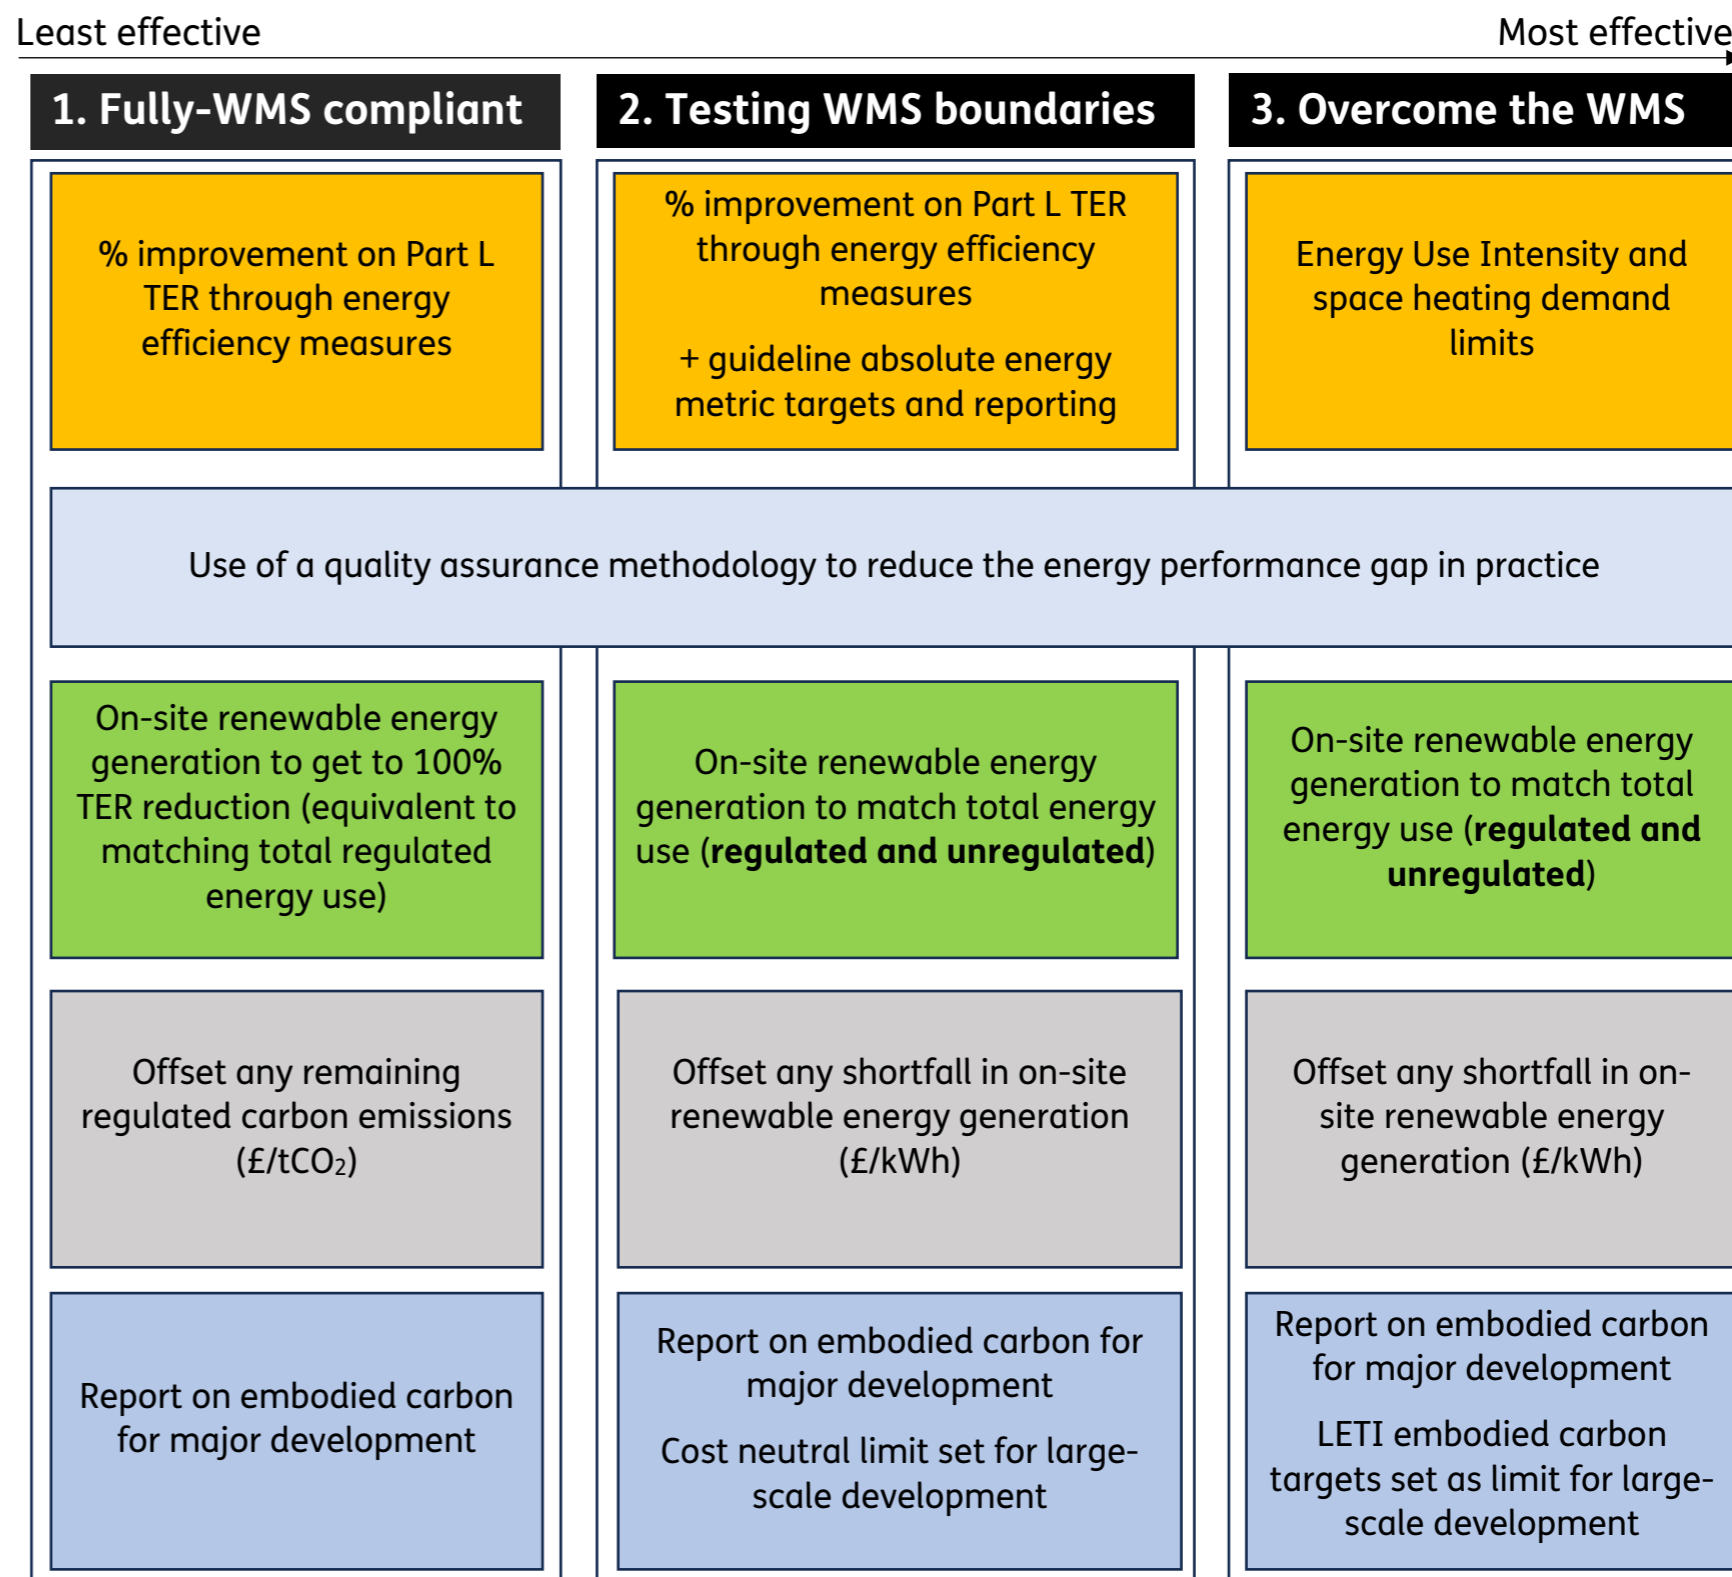 Least effective
Most effective
1. Fully-WMS compliant
2. Testing WMS boundaries
3. Overcome the WMS
% improvement on Part L
TER through energy
efficiency measures
% improvement on Part L TER
through energy efficiency
measures
+ guideline absolute energy
metric targets and reporting
Energy Use Intensity and
space heating demand
limits
Use of a quality assurance methodology to reduce the energy performance gap in practice
On-site renewable energy
generation to get to 100%
TER reduction (equivalent to
matching total regulated
energy use)
On-site renewable energy
generation to match total energy
use (regulated and unregulated)
On-site renewable energy
generation to match total
energy use (regulated and
unregulated)
Offset any remaining
regulated carbon emissions
(£/tCO₂)
Offset any shortfall in on-site
renewable energy generation
(£/kWh)
Offset any shortfall in on-
site renewable energy
generation (£/kWh)
Report on embodied carbon
for major development
Report on embodied carbon for
major development
Cost neutral limit set for large-
scale development
Report on embodied carbon
for major development
LETI embodied carbon
targets set as limit for large-
scale development